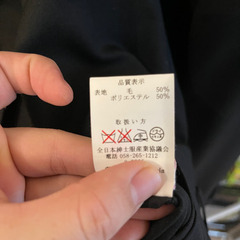 品質表示
表地 毛 50%
ポリエステル 50%
取扱い方
全日本紳士服産業協議会
電話 058-265-1212